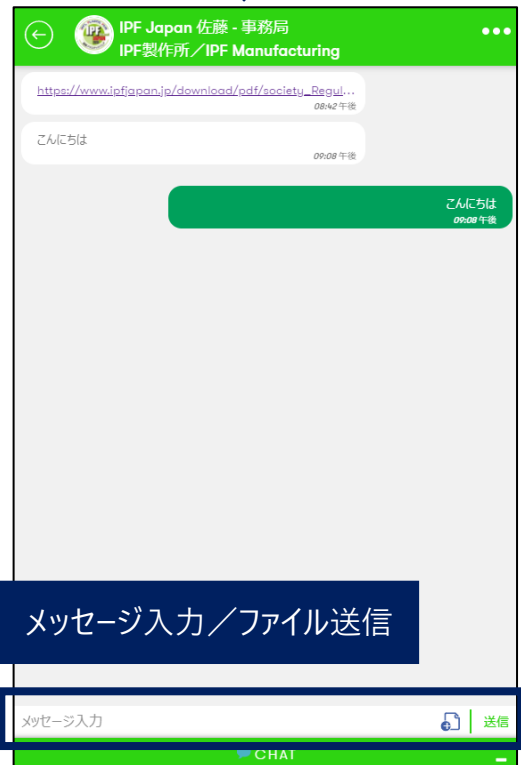 IPF Japan 佐藤 - 事務局
IPF製作所／IPF Manufacturing
https://www.ipfjapan.jp/download/pdf/society_Regul...
08:42 午後
こんにちは
09:08 午後
こんにちは
09:08 午後
メッセージ入力／ファイル送信
メッセージ入力
送信
CHAT